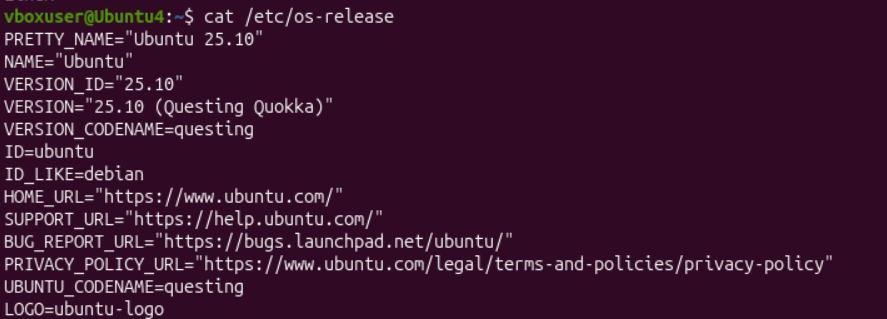 vboxuser@Ubuntu4:~$ cat /etc/os-release
PRETTY_NAME="Ubuntu 25.10"
NAME="Ubuntu"
VERSION_ID="25.10"
VERSION="25.10 (Questing Quokka)"
VERSION_CODENAME=questing
ID=ubuntu
ID_LIKE=debian
HOME_URL="https://www.ubuntu.com/"
SUPPORT_URL="https://help.ubuntu.com/"
BUG_REPORT_URL="https://bugs.launchpad.net/ubuntu/"
PRIVACY_POLICY_URL="https://www.ubuntu.com/legal/terms-and-policies/privacy-policy"
UBUNTU_CODENAME=questing
LOGO=ubuntu-logo